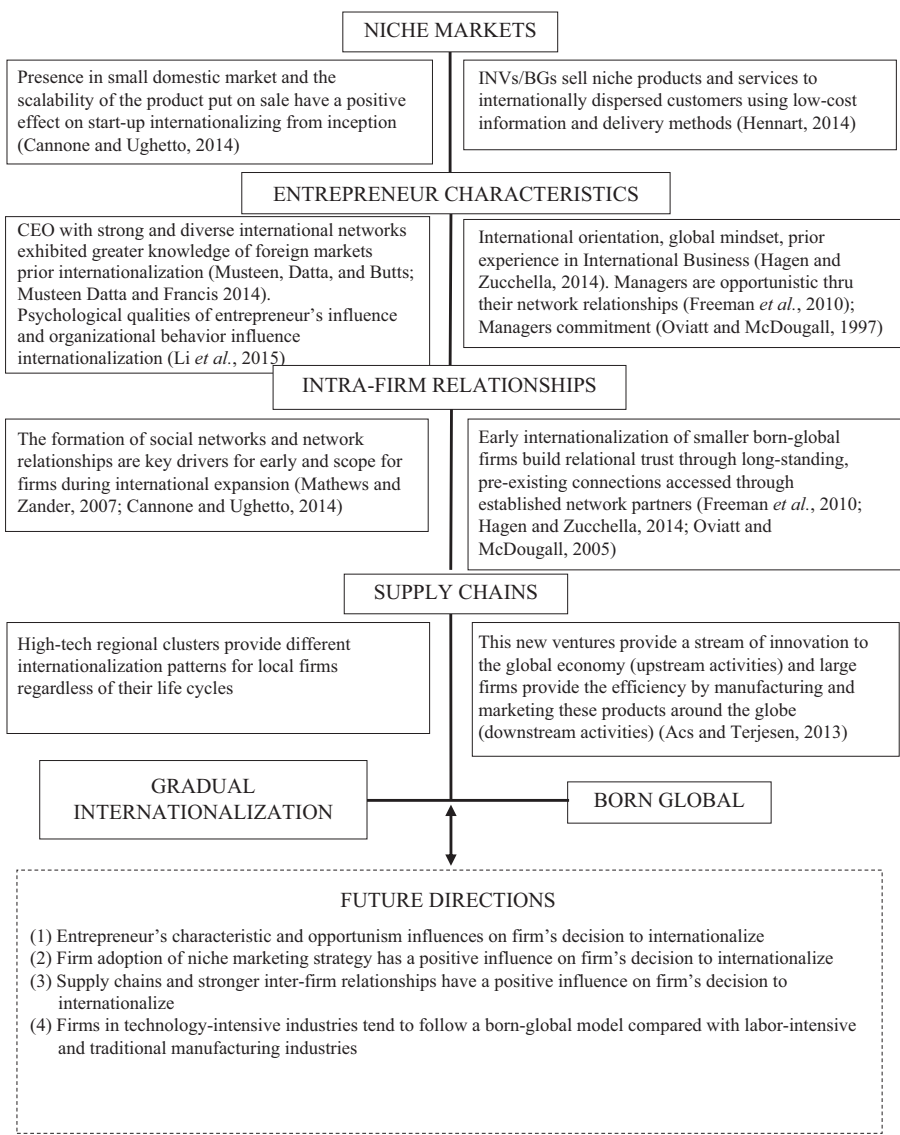 NICHE MARKETS
Presence in small domestic market and the
scalability of the product put on sale have a positive
effect on start-up internationalizing from inception
(Cannone and Ughetto, 2014)
INVs/BGs sell niche products and services to
internationally dispersed customers using low-cost
information and delivery methods (Hennart, 2014)
ENTREPRENEUR CHARACTERISTICS
CEO with strong and diverse international networks
exhibited greater knowledge of foreign markets
prior internationalization (Musteen, Datta, and Butts;
Musteen Datta and Francis 2014).
Psychological qualities of entrepreneur's influence
and organizational behavior influence
internationalization (Li et al., 2015)
International orientation, global mindset, prior
experience in International Business (Hagen and
Zucchella, 2014). Managers are opportunistic thru
their network relationships (Freeman et al., 2010);
Managers commitment (Oviatt and McDougall, 1997)
INTRA-FIRM RELATIONSHIPS
The formation of social networks and network
relationships are key drivers for early and scope for
firms during international expansion (Mathews and
Zander, 2007; Cannone and Ughetto, 2014)
Early internationalization of smaller born-global
firms build relational trust through long-standing,
pre-existing connections accessed through
established network partners (Freeman et al., 2010;
Hagen and Zucchella, 2014; Oviatt and
McDougall, 2005)
SUPPLY CHAINS
High-tech regional clusters provide different
internationalization patterns for local firms
regardless of their life cycles
This new ventures provide a stream of innovation to
the global economy (upstream activities) and large
firms provide the efficiency by manufacturing and
marketing these products around the globe
(downstream activities) (Acs and Terjesen, 2013)
GRADUAL
INTERNATIONALIZATION
BORN GLOBAL
FUTURE DIRECTIONS
(1) Entrepreneur's characteristic and opportunism influences on firm's decision to internationalize
(2) Firm adoption of niche marketing strategy has a positive influence on firm's decision to internationalize
(3) Supply chains and stronger inter-firm relationships have a positive influence on firm's decision to
internationalize
(4) Firms in technology-intensive industries tend to follow a born-global model compared with labor-intensive
and traditional manufacturing industries